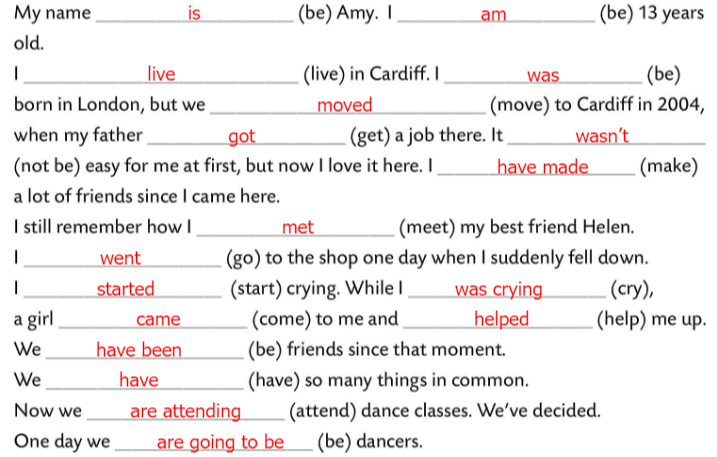 My name ______is______ (be) Amy. I ______am______ (be) 13 years
old.
I ______live______ (live) in Cardiff. I ______was______ (be)
born in London, but we ______moved______ (move) to Cardiff in 2004,
when my father ______got______ (get) a job there. It ______wasn't______
(not be) easy for me at first, but now I love it here. I ______have made______ (make)
a lot of friends since I came here.
I still remember how I ______met______ (meet) my best friend Helen.
I ______went______ (go) to the shop one day when I suddenly fell down.
I ______started______ (start) crying. While I ______was crying______ (cry),
a girl ______came______ (come) to me and ______helped______ (help) me up.
We ______have been______ (be) friends since that moment.
We ______have______ (have) so many things in common.
Now we ______are attending______ (attend) dance classes. We've decided.
One day we ______are going to be______ (be) dancers.